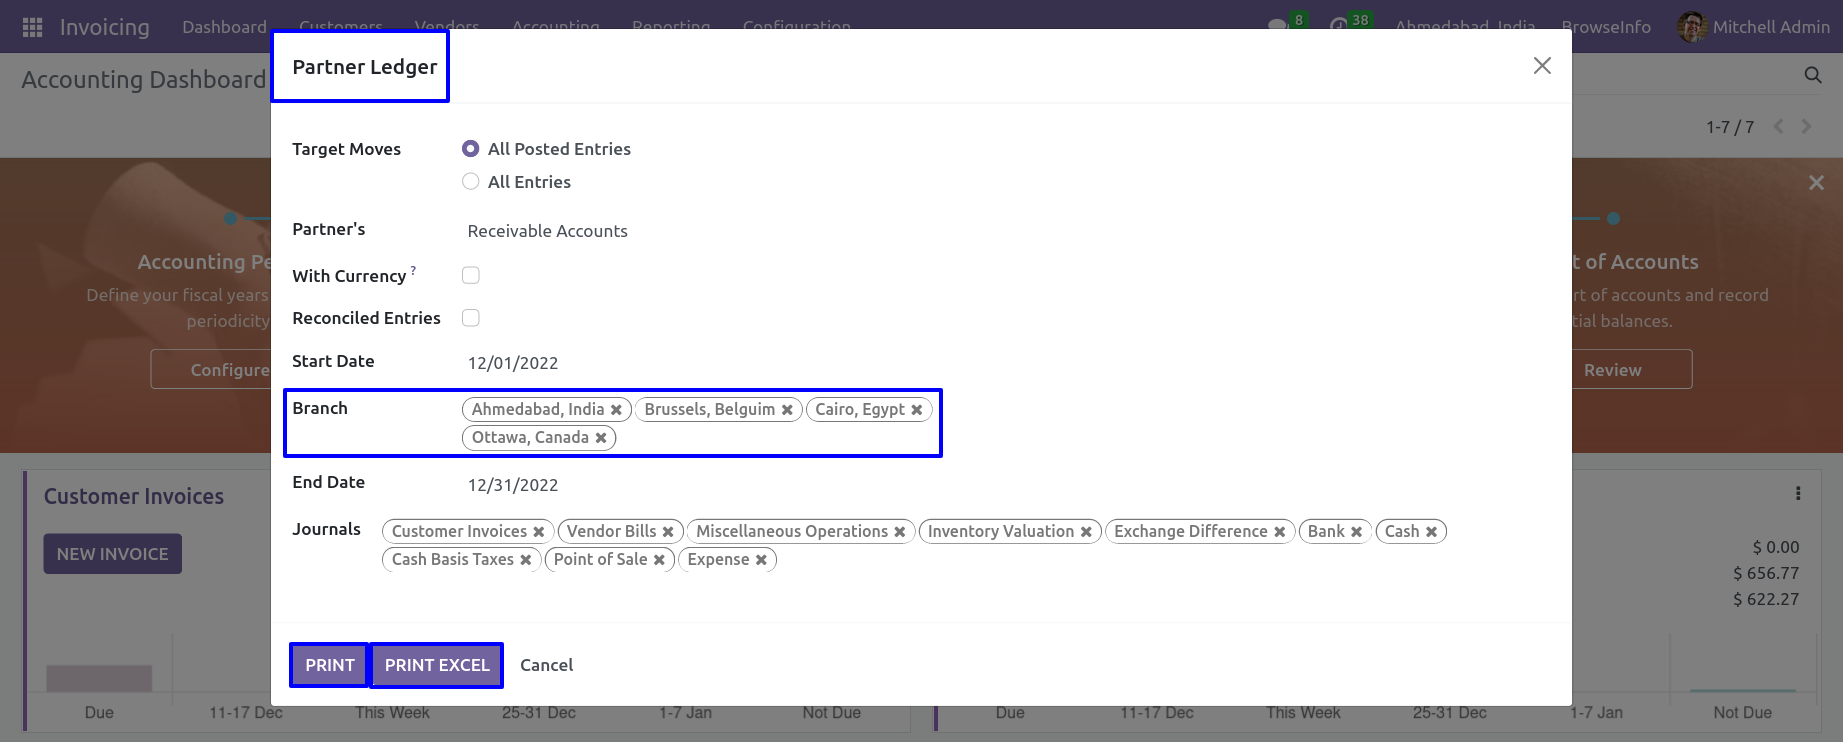 Invoicing Dashboard Customers Vendors Accounting Reporting Configuration 8 38 Ahmedabad, India BrowseInfo Mitchell Admin
Accounting Dashboard
1-7 / 7
Partner Ledger
Target Moves All Posted Entries
All Entries
Partner's Receivable Accounts
With Currency ?
Reconciled Entries
Start Date 12/01/2022
Branch Ahmedabad, India Brussels, Belguim Cairo, Egypt
Ottawa, Canada
End Date 12/31/2022
Journals Customer Invoices Vendor Bills Miscellaneous Operations Inventory Valuation Exchange Difference Bank Cash
Cash Basis Taxes Point of Sale Expense
PRINT PRINT EXCEL Cancel
Accounting Pe
Define your fiscal years
periodicity
Configure
t of Accounts
rt of accounts and record
tial balances.
Review
Customer Invoices
NEW INVOICE
$ 0.00
$ 656.77
$ 622.27
Due 11-17 Dec This Week 25-31 Dec 1-7 Jan Not Due
Due 11-17 Dec This Week 25-31 Dec 1-7 Jan Not Due